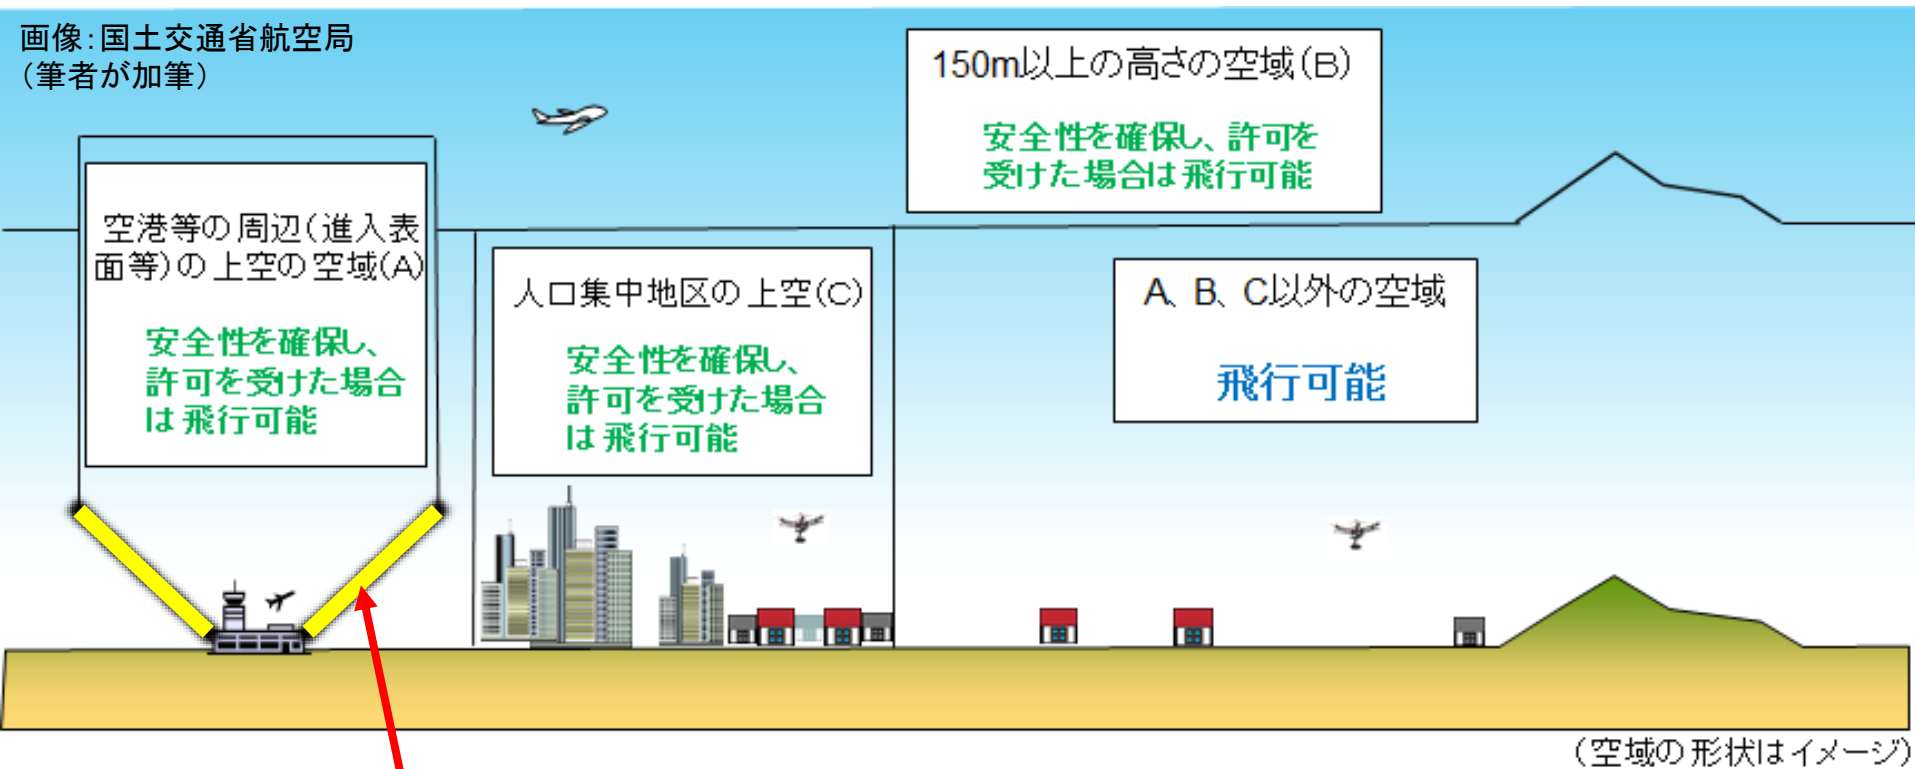 画像：国土交通省航空局
（筆者が加筆）
150m以上の高さの空域(B)
安全性を確保し、許可を
受けた場合は飛行可能
空港等の周辺(進入表
面等)の上空の空域(A)
安全性を確保し、
許可を受けた場合
は飛行可能
人口集中地区の上空(C)
安全性を確保し、
許可を受けた場合
は飛行可能
A、B、C以外の空域
飛行可能
(空域の形状はイメージ)